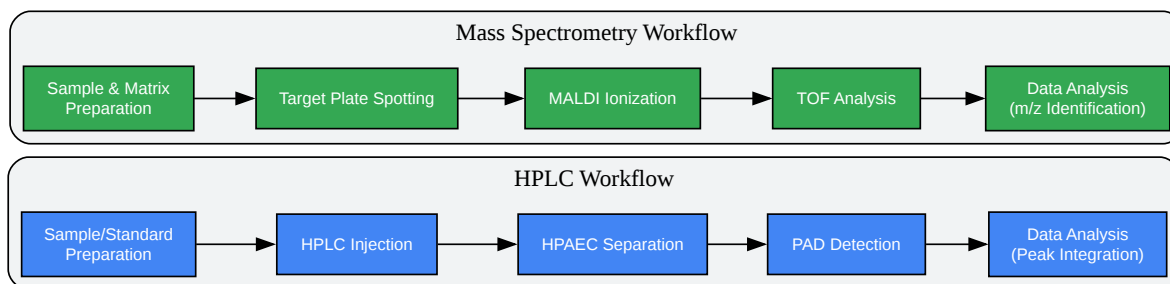 Mass Spectrometry Workflow
Sample & Matrix
Preparation
Target Plate Spotting
MALDI Ionization
TOF Analysis
Data Analysis
(m/z Identification)
HPLC Workflow
Sample/Standard
Preparation
HPLC Injection
HPAEC Separation
PAD Detection
Data Analysis
(Peak Integration)